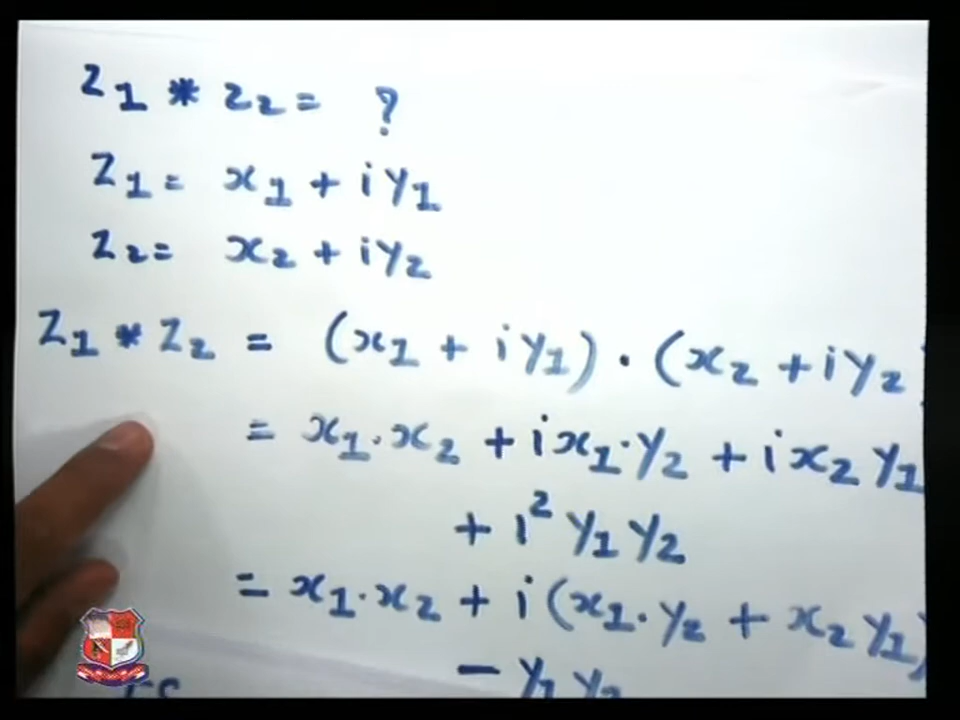 z1 * z2 = ?
z1 = x1 + iy1
z2 = x2 + iy2
z1 * z2 = (x1 + iy1) · (x2 + iy2)
= x1·x2 + ix1·y2 + ix2y1
+ i²y1y2
= x1·x2 + i(x1·y2 + x2y1)
- y1y2